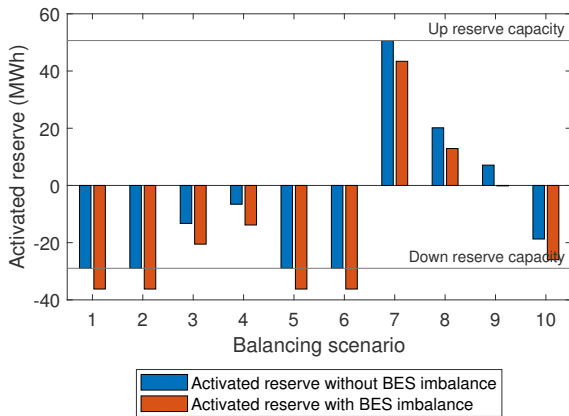 60
40
20
0
-20
-40
Activated reserve (MWh)
Up reserve capacity
Down reserve capacity
1 2 3 4 5 6 7 8 9 10
Balancing scenario
Activated reserve without BES imbalance
Activated reserve with BES imbalance